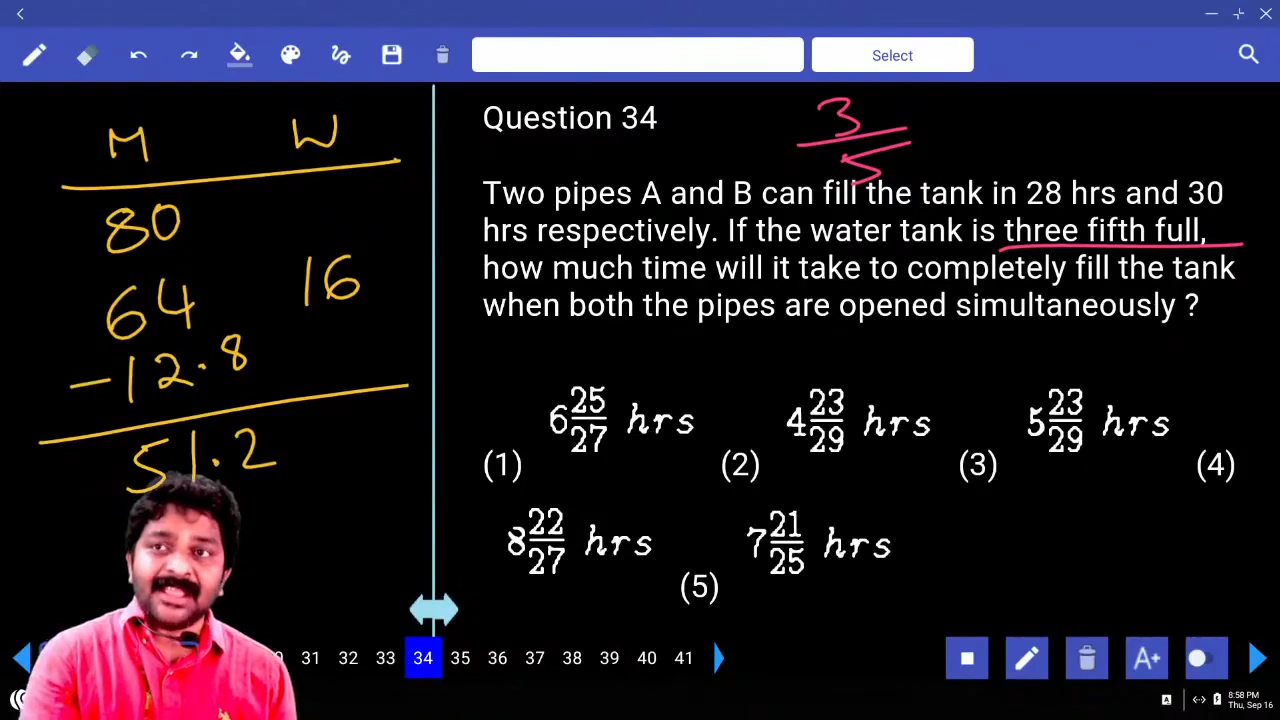 M W
80
64 16
-12.8
51.2
Question 34
3
5
Two pipes A and B can fill the tank in 28 hrs and 30
hrs respectively. If the water tank is three fifth full,
how much time will it take to completely fill the tank
when both the pipes are opened simultaneously ?
(1) 6 25/27 hrs (2) 4 23/29 hrs (3) 5 23/29 hrs (4)
8 22/27 hrs (5) 7 21/25 hrs
Select
31 32 33 34 35 36 37 38 39 40 41
A+
A
8:58 PM
Thu, Sep 16